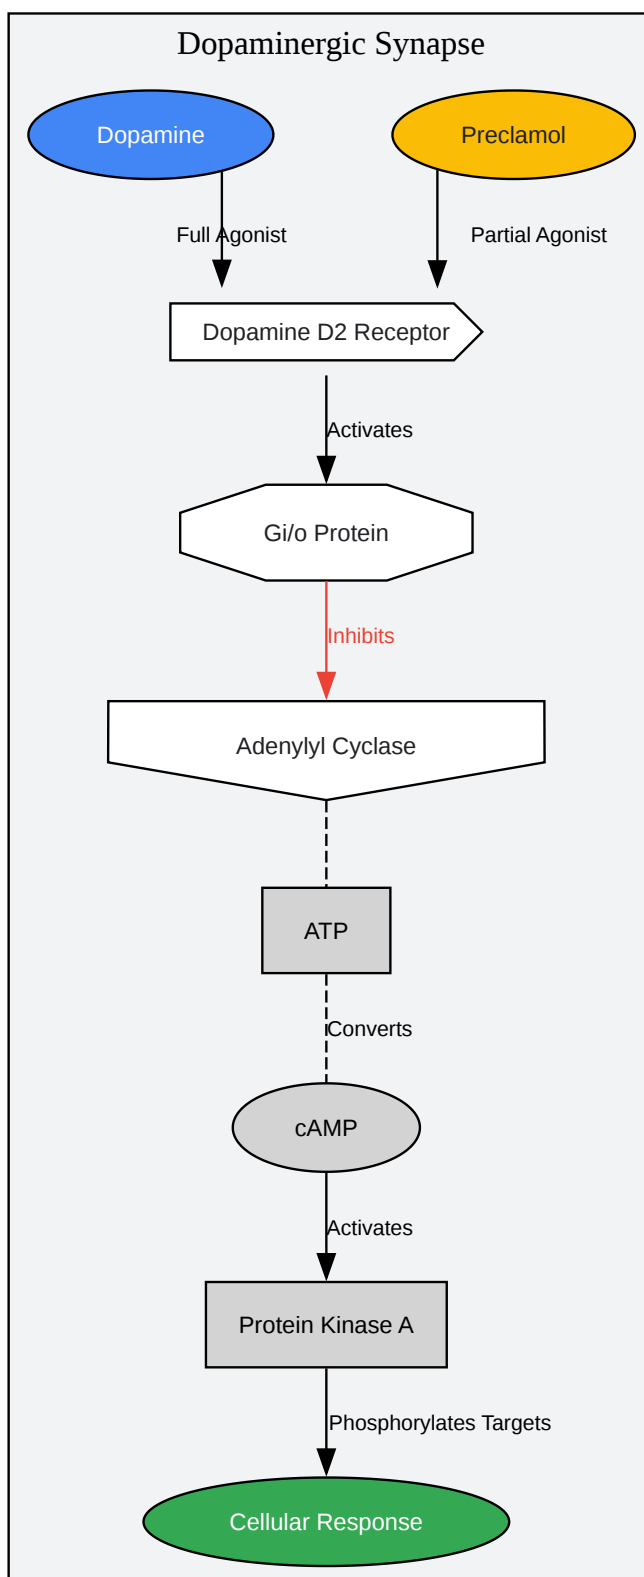 Dopaminergic Synapse
Dopamine
Preclamol
Full Agonist
Partial Agonist
Dopamine D2 Receptor
Activates
Gi/o Protein
Inhibits
Adenylyl Cyclase
ATP
Converts
cAMP
Activates
Protein Kinase A
Phosphorylates Targets
Cellular Response